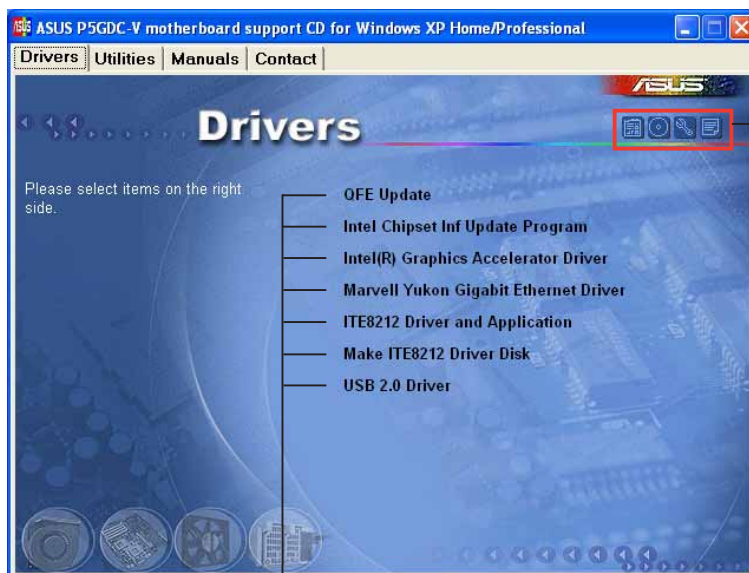 ASUS P5GDC-V motherboard support CD for Windows XP Home/Professional
Drivers Utilities Manuals Contact
ASUS
Drivers
Please select items on the right
side.
QFE Update
Intel Chipset Inf Update Program
Intel(R) Graphics Accelerator Driver
Marvell Yukon Gigabit Ethernet Driver
ITE8212 Driver and Application
Make ITE8212 Driver Disk
USB 2.0 Driver